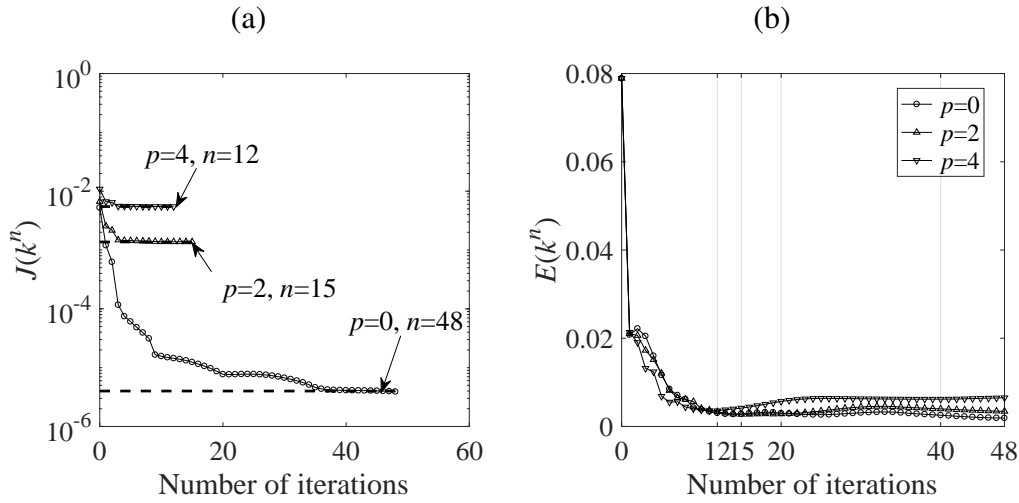 (a)
10^0
10^-2
10^-4
10^-6
J(k^n)
p=4, n=12
p=2, n=15
p=0, n=48
0 20 40 60
Number of iterations
(b)
0.08
0.06
0.04
0.02
0
E(k^n)
p=0
p=2
p=4
0 12 15 20 40 48
Number of iterations